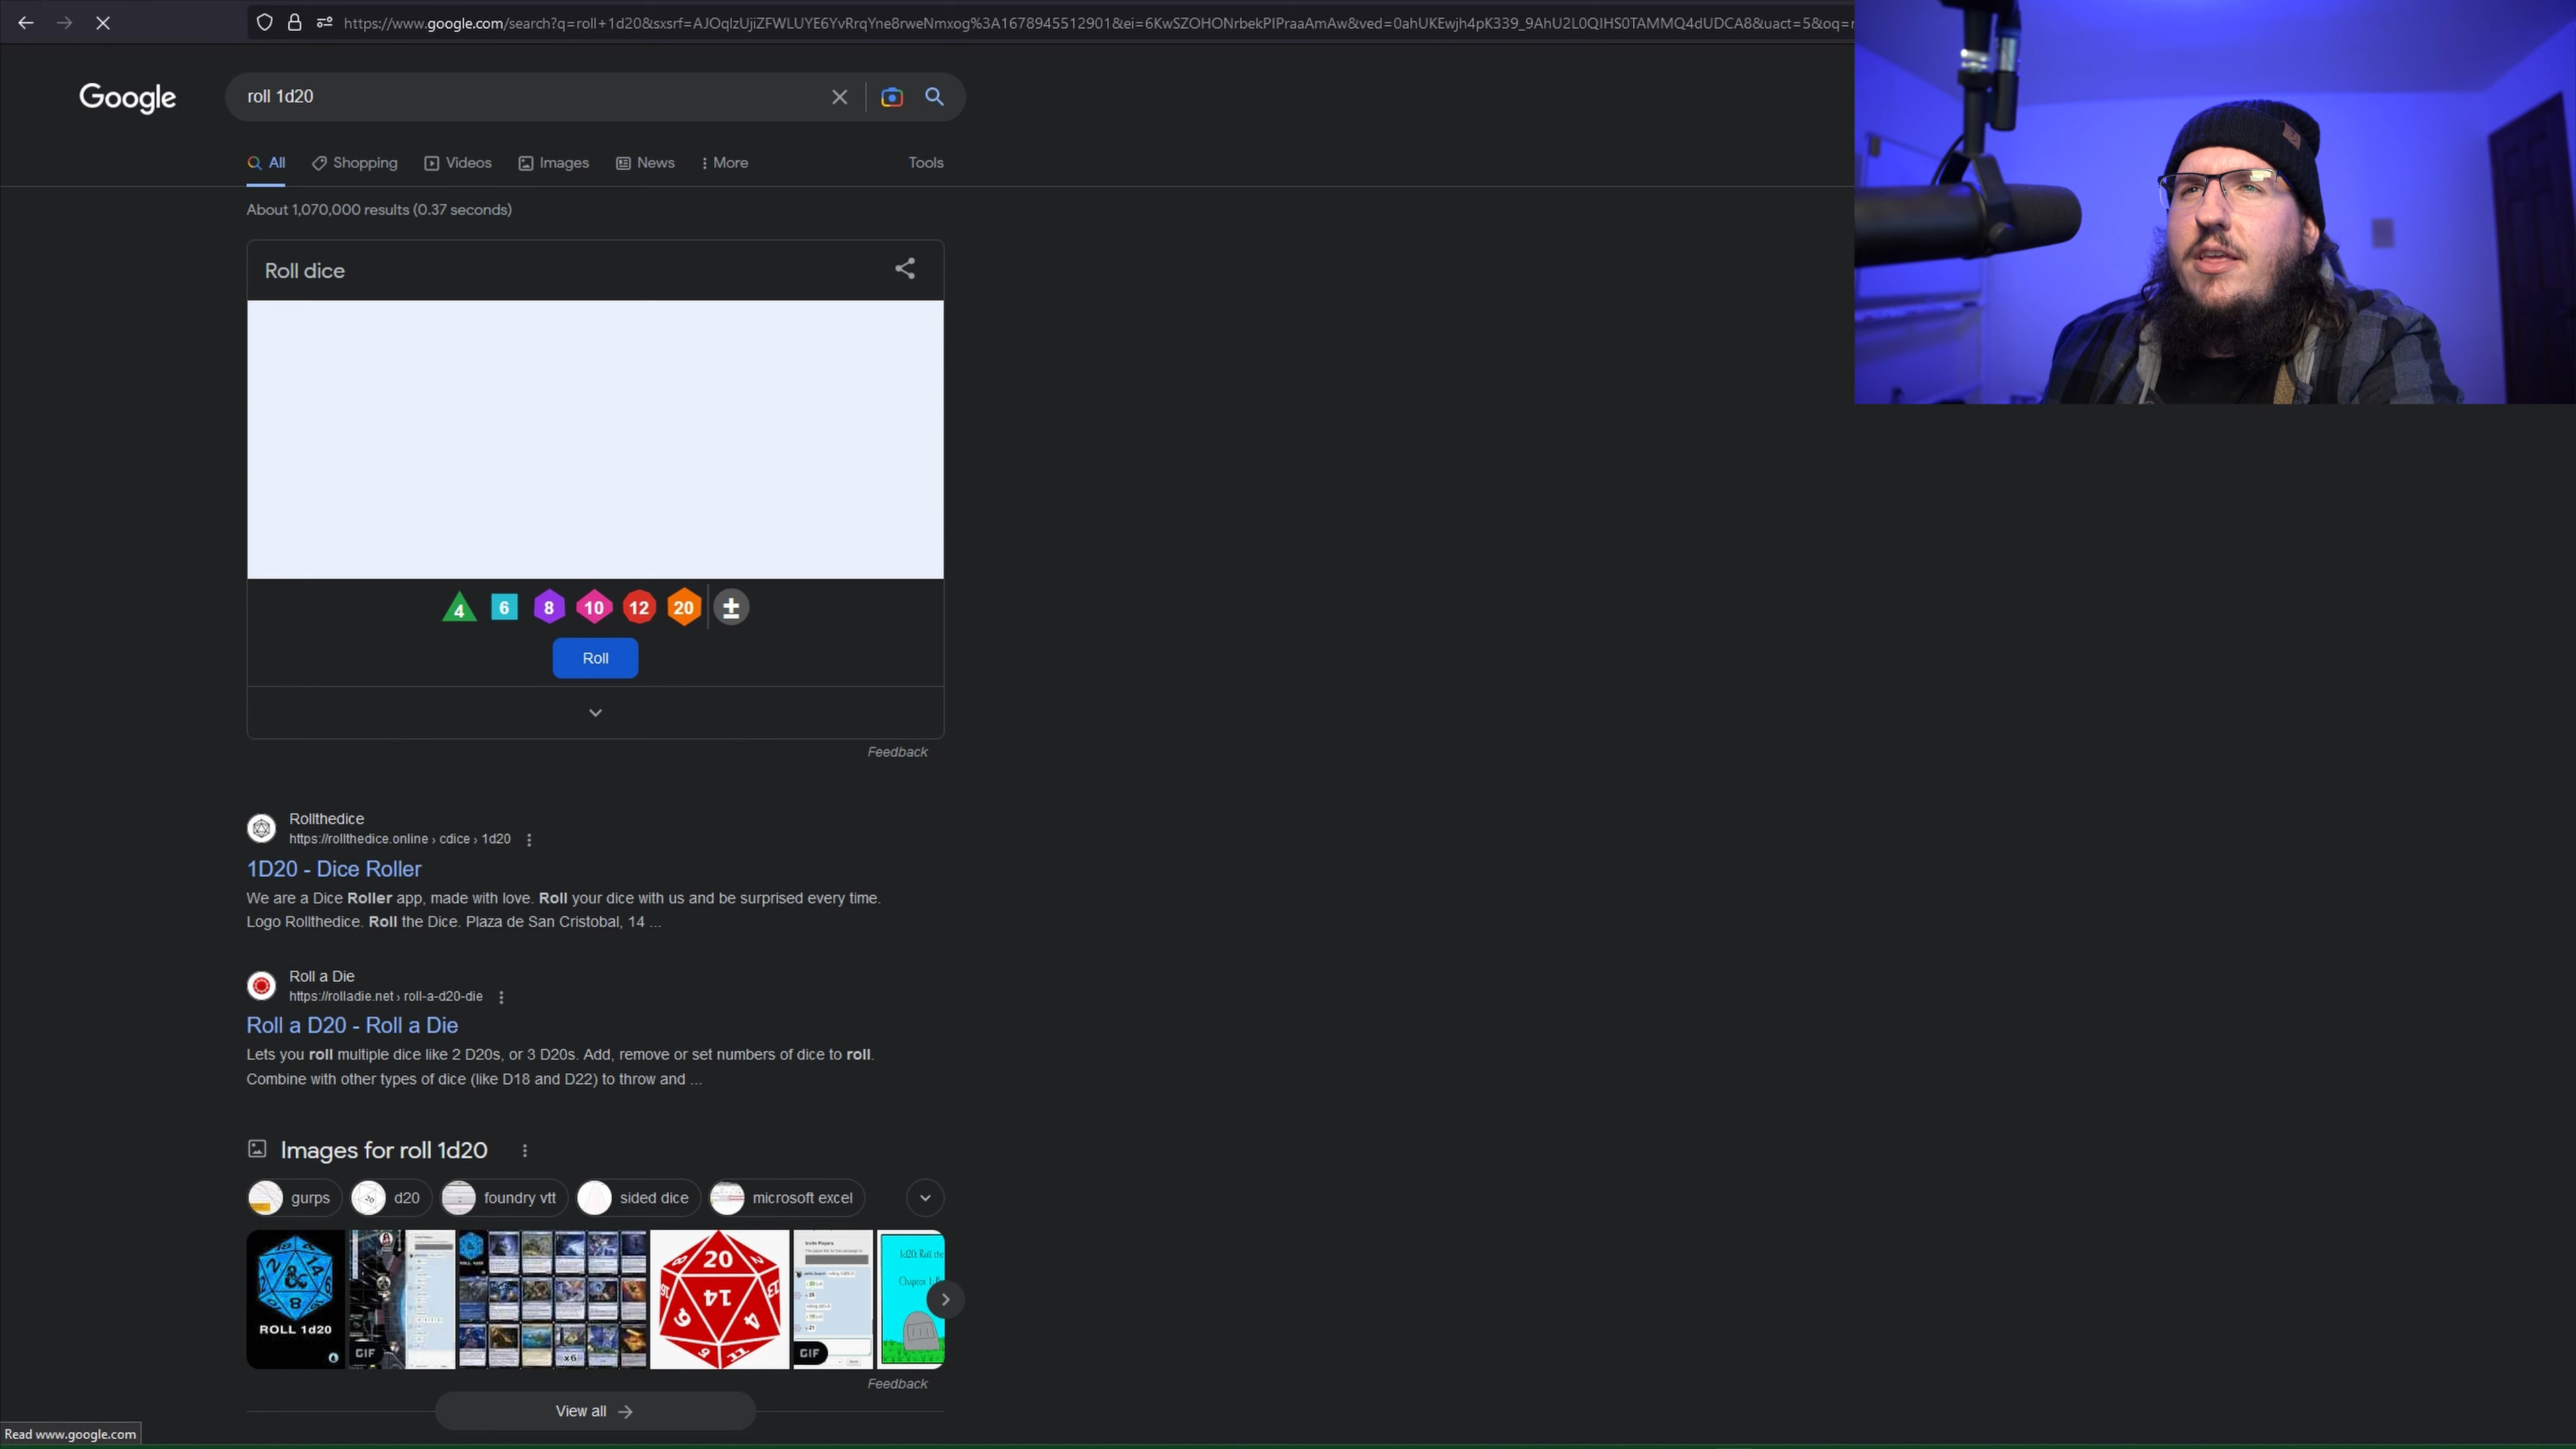 https://www.google.com/search?q=roll+1d20&sxsrf=AJOqlzUjiZFWLUYE6YvRrqYne8rweNmxog%3A1678945512901&ei=6KwSZOHONrbekPIPraaAmAw&ved=0ahUKEwjh4pK339_9AhU2L0QIHS0TAMMQ4dUDCA8&uact=5&oq=r
Google
roll 1d20
All Shopping Videos Images News More Tools
About 1,070,000 results (0.37 seconds)
Roll dice
4 6 8 10 12 20 ±
Roll
Feedback
Rollthedice
https://rollthedice.online › cdice › 1d20
1D20 - Dice Roller
We are a Dice Roller app, made with love. Roll your dice with us and be surprised every time.
Logo Rollthedice. Roll the Dice. Plaza de San Cristobal, 14 ...
Roll a Die
https://rolladie.net › roll-a-d20-die
Roll a D20 - Roll a Die
Lets you roll multiple dice like 2 D20s, or 3 D20s. Add, remove or set numbers of dice to roll.
Combine with other types of dice (like D18 and D22) to throw and ...
Images for roll 1d20
gurps d20 foundry vtt sided dice microsoft excel
20
14
8
ROLL 1d20
GIF
x6
GIF
1d20: Roll the
Feedback
View all
Read www.google.com